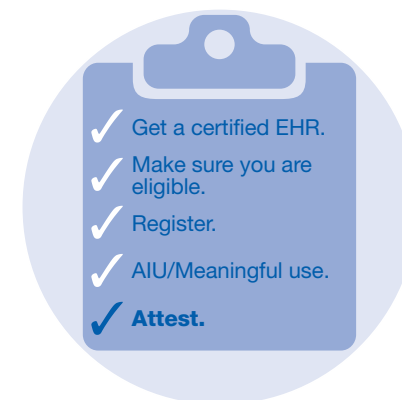 Get a certified EHR.
Make sure you are
eligible.
Register.
AIU/Meaningful use.
Attest.